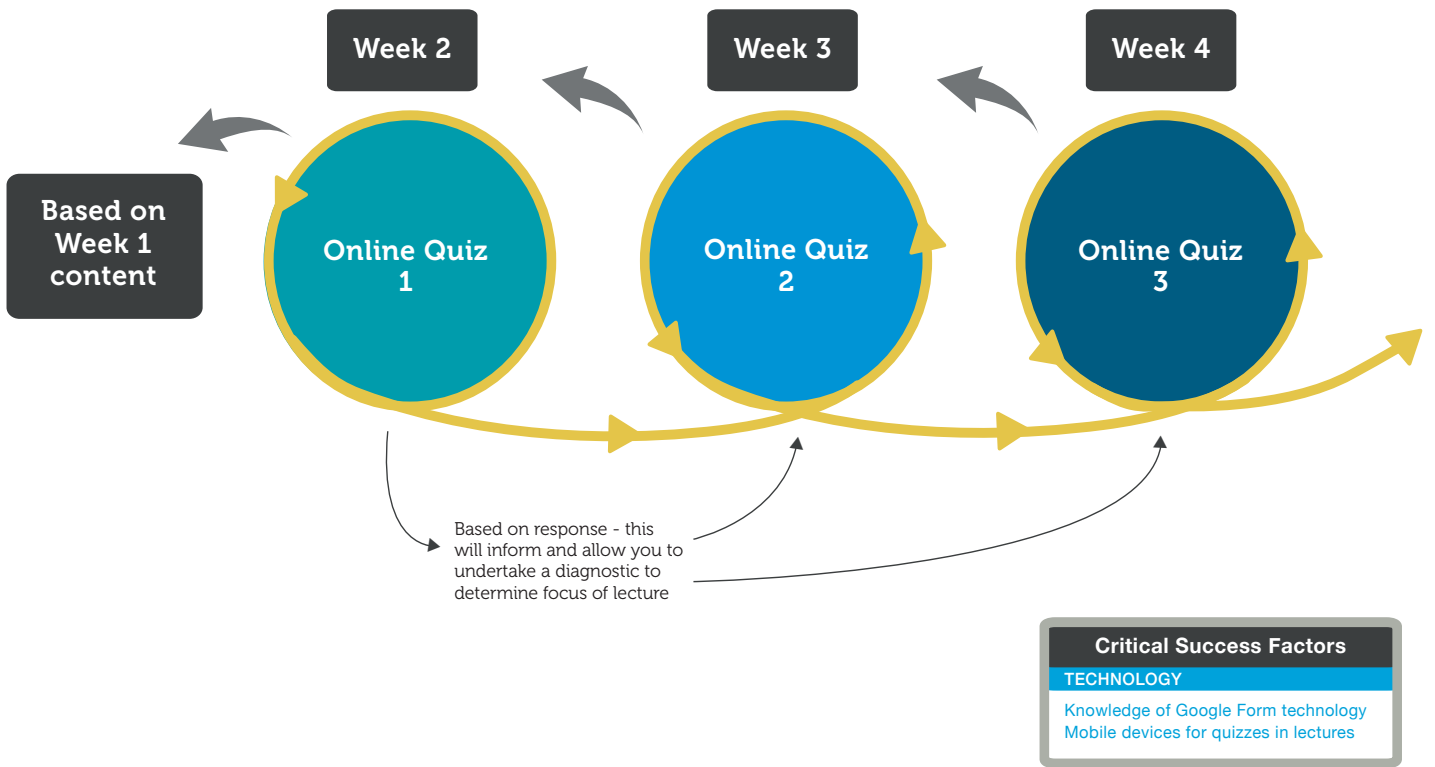 Week 2
Week 3
Week 4
Based on
Week 1
content
Online Quiz
1
Online Quiz
2
Online Quiz
3
Based on response - this
will inform and allow you to
undertake a diagnostic to
determine focus of lecture
Critical Success Factors
TECHNOLOGY
Knowledge of Google Form technology
Mobile devices for quizzes in lectures